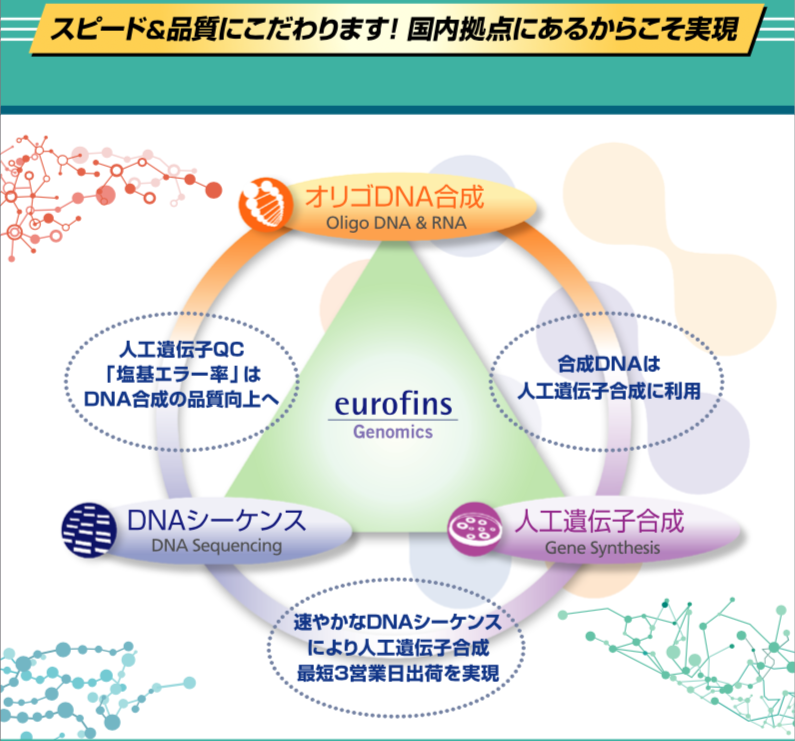 スピード&品質にこだわります! 国内拠点にあるからこそ実現
オリゴDNA合成
Oligo DNA & RNA
人工遺伝子QC
「塩基エラー率」は
DNA合成の品質向上へ
合成DNAは
人工遺伝子合成に利用
eurofins
Genomics
DNAシーケンス
DNA Sequencing
人工遺伝子合成
Gene Synthesis
速やかなDNAシーケンス
により人工遺伝子合成
最短3営業日出荷を実現